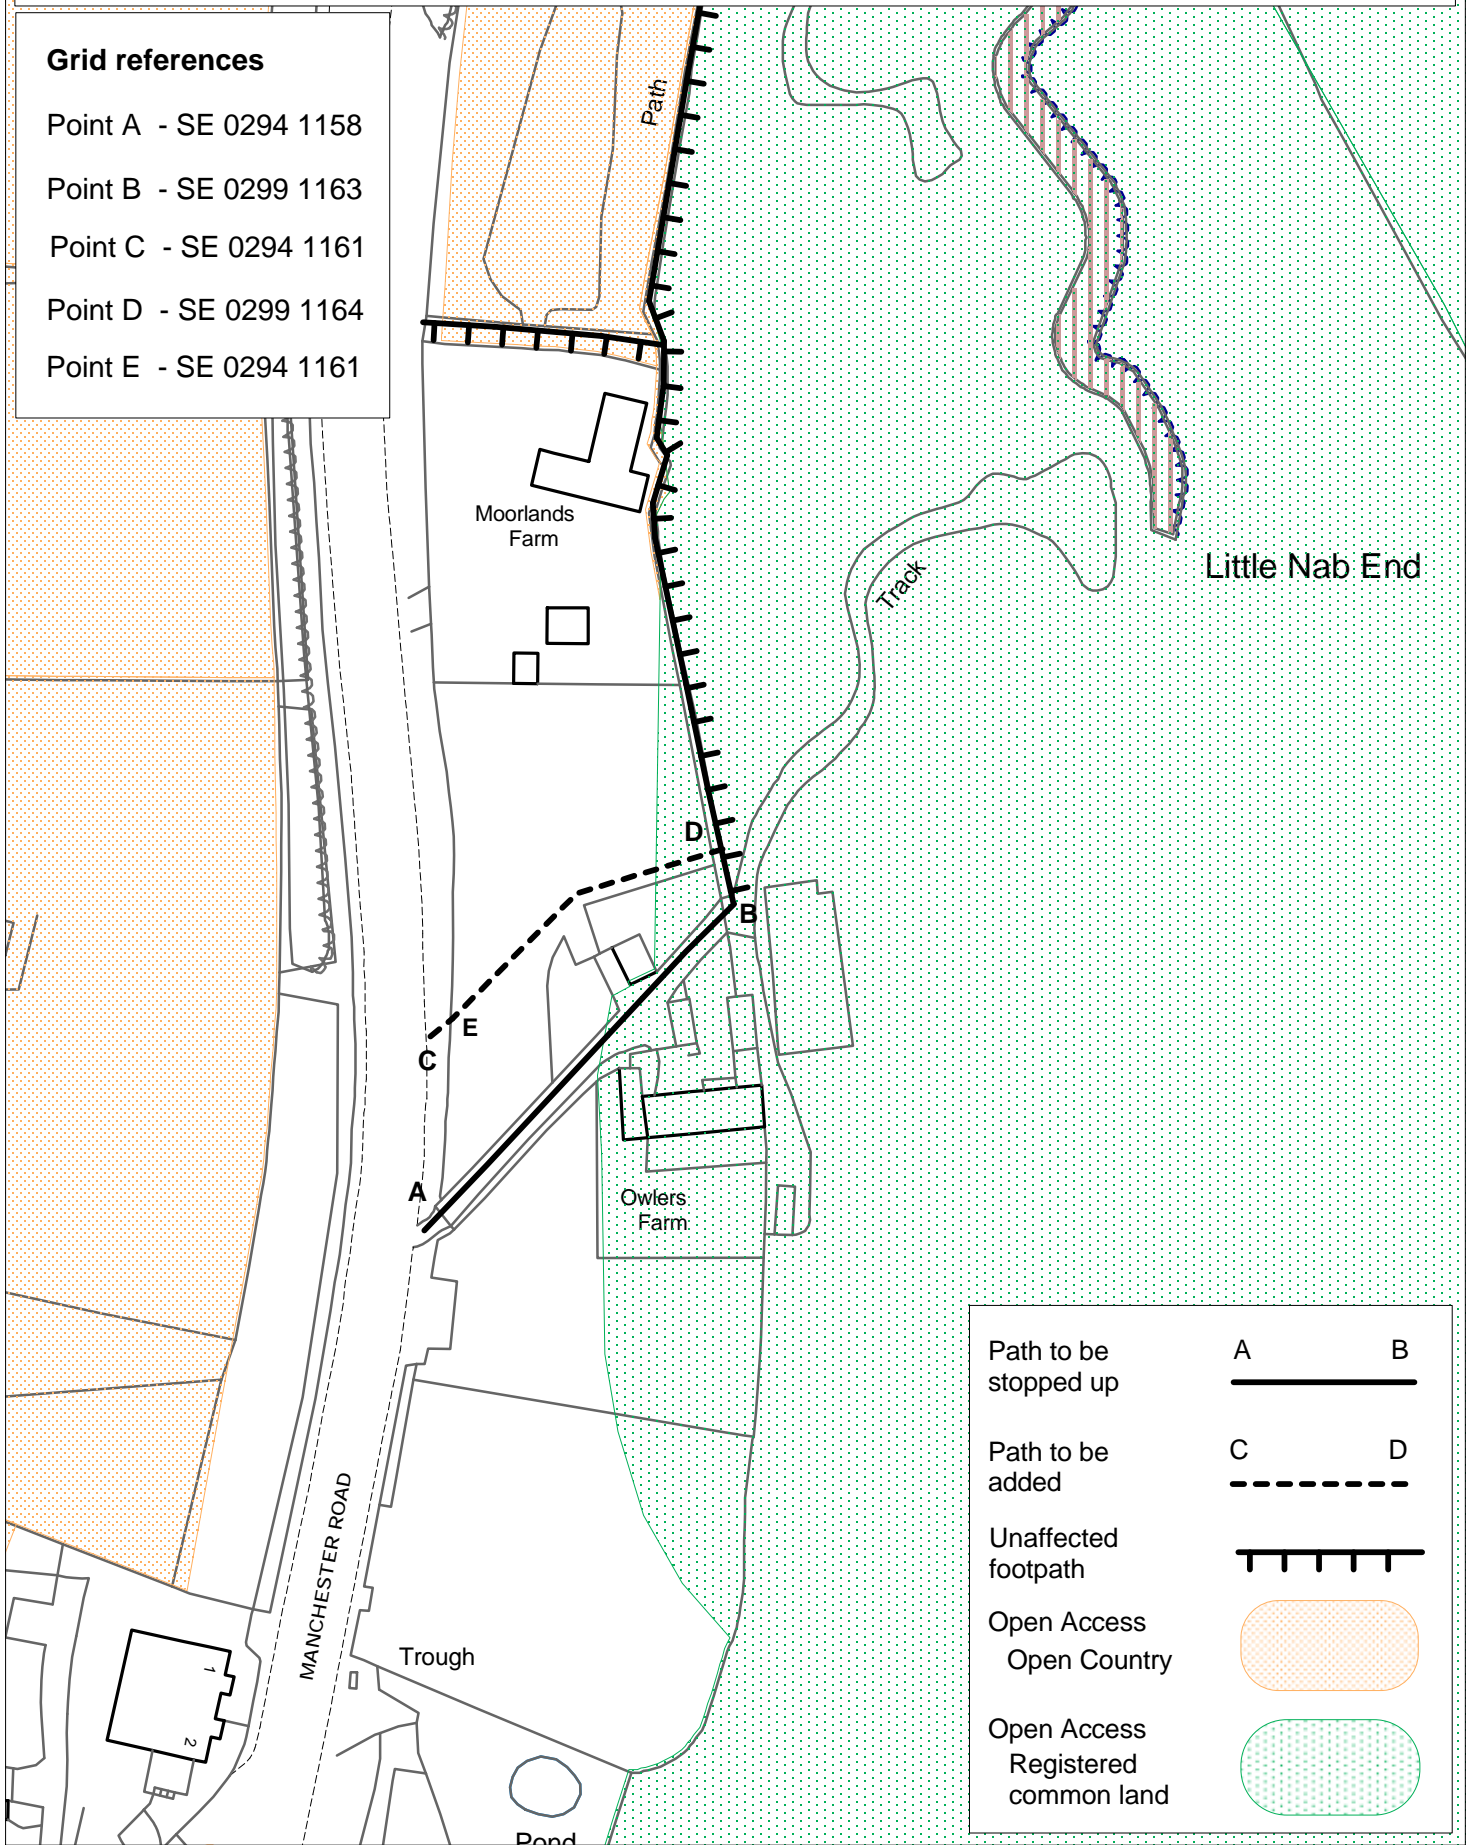 Grid references
Point A - SE 0294 1158
Point B - SE 0299 1163
Point C - SE 0294 1161
Point D - SE 0299 1164
Point E - SE 0294 1161
Path
Moorlands
Farm
Track
Little Nab End
D
B
E
C
A
Owlers
Farm
MANCHESTER ROAD
Trough
1
2
Pond
Path to be
stopped up
A B
Path to be
added
C D
Unaffected
footpath
Open Access
Open Country
Open Access
Registered
common land